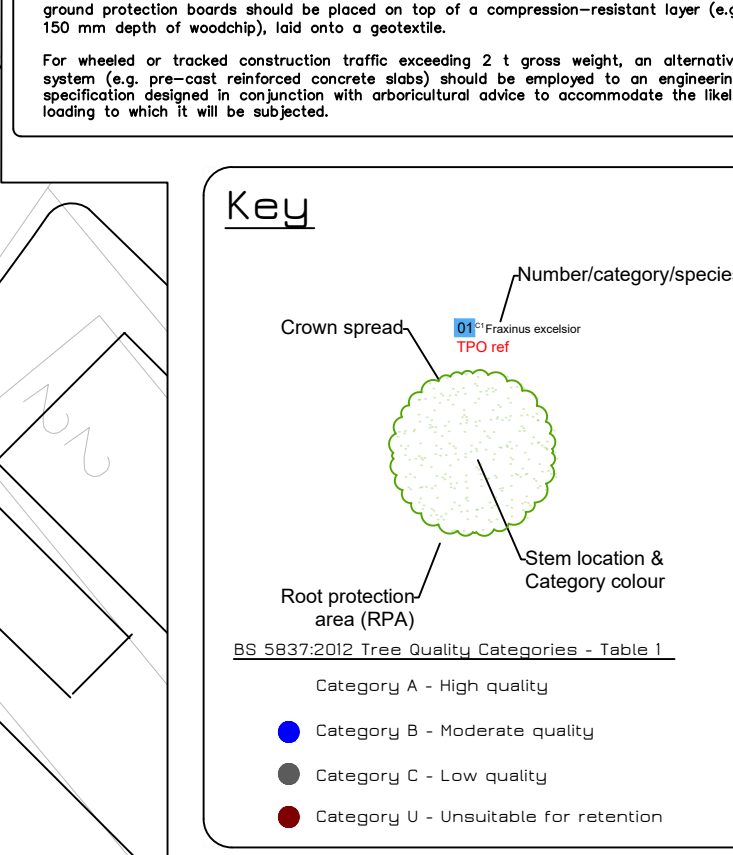 ground protection boards should be placed on top of a compression-resistant layer (e.g
150 mm depth of woodchip), laid onto a geotextile.
For wheeled or tracked construction traffic exceeding 2 t gross weight, an alternativ
system (e.g. pre-cast reinforced concrete slabs) should be employed to an engineerin
specification designed in conjunction with arboricultural advice to accommodate the likel
loading to which it will be subjected.
Key
Number/category/specie
Crown spread
01 C1 Fraxinus excelsior
TPO ref
22
Stem location &
Category colour
Root protection
area (RPA)
BS 5837:2012 Tree Quality Categories - Table 1
Category A - High quality
Category B - Moderate quality
Category C - Low quality
Category U - Unsuitable for retention